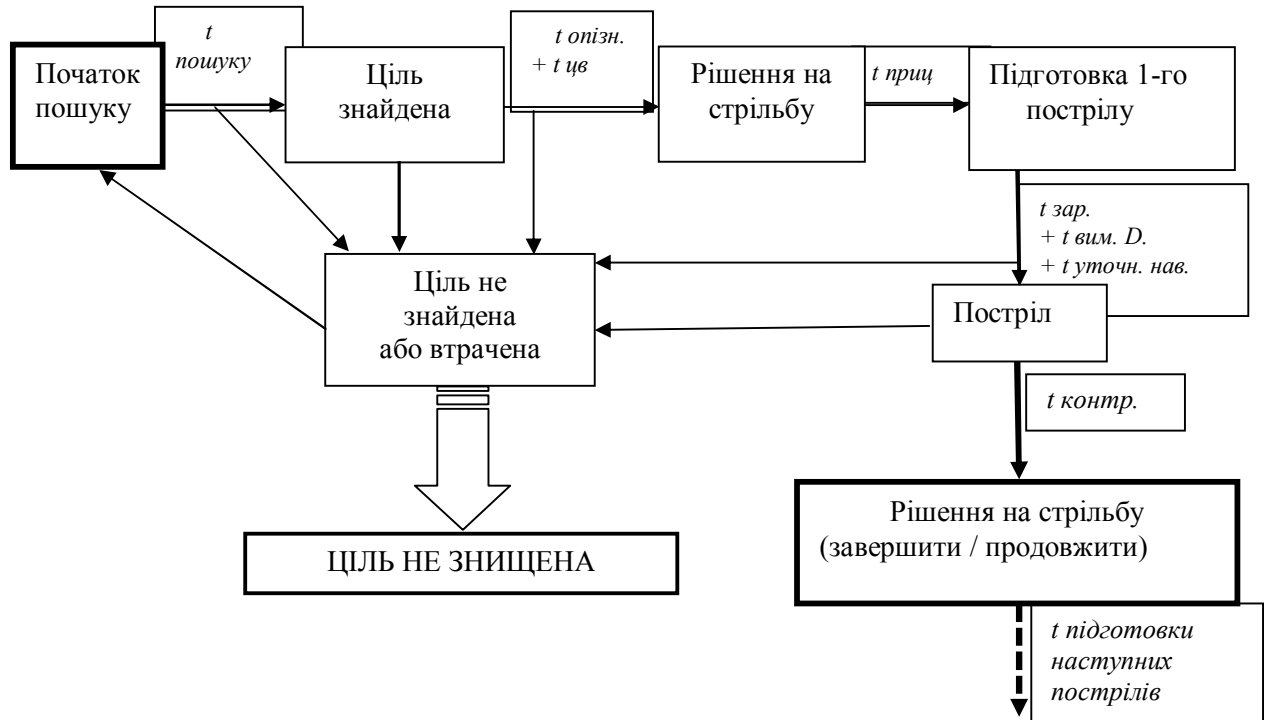 Початок
пошуку
t
пошуку
Ціль
знайдена
t опізн.
+ t цв
Рішення на
стрільбу
t приц
Підготовка 1-го
пострілу
t зар.
+ t вим. D.
+ t уточн. нав.
Ціль не
знайдена
або втрачена
Постріл
t контр.
Рішення на стрільбу
(завершити / продовжити)
ЦІЛЬ НЕ ЗНИЩЕНА
t підготовки
наступних
пострілів